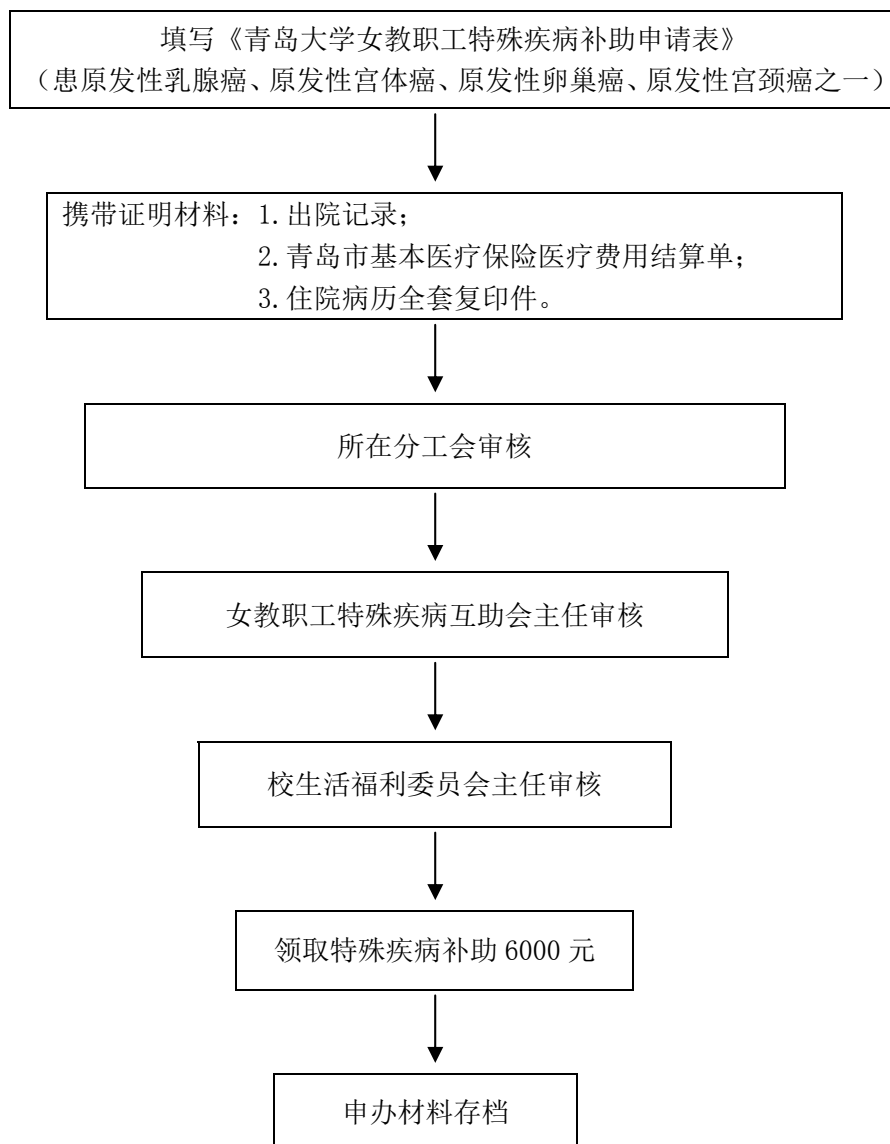 填写《青岛大学女教职工特殊疾病补助申请表》
（患原发性乳腺癌、原发性宫体癌、原发性卵巢癌、原发性宫颈癌之一）
携带证明材料：1.出院记录；
2.青岛市基本医疗保险医疗费用结算单；
3.住院病历全套复印件。
所在分工会审核
女教职工特殊疾病互助会主任审核
校生活福利委员会主任审核
领取特殊疾病补助 6000 元
申办材料存档